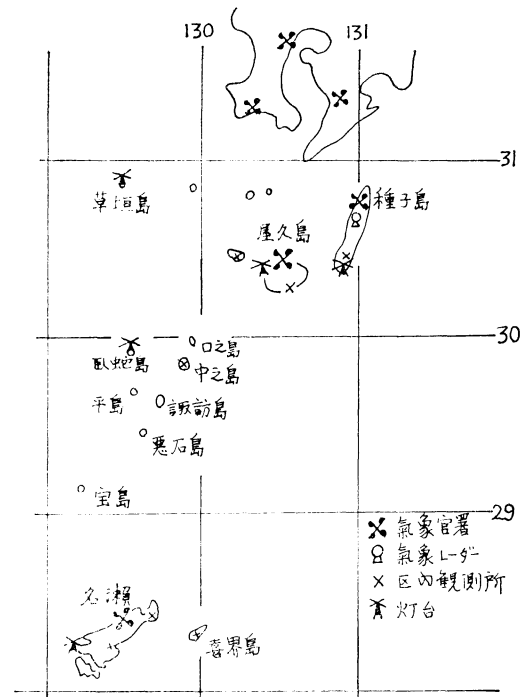 130
131
31
草垣島
種子島
屋久島
30
口之島
臥蛇島
中之島
平島
諏訪島
悪石島
宝島
29
氣象官署
氣象レーダー
区内観測所
灯台
名瀬
喜界島